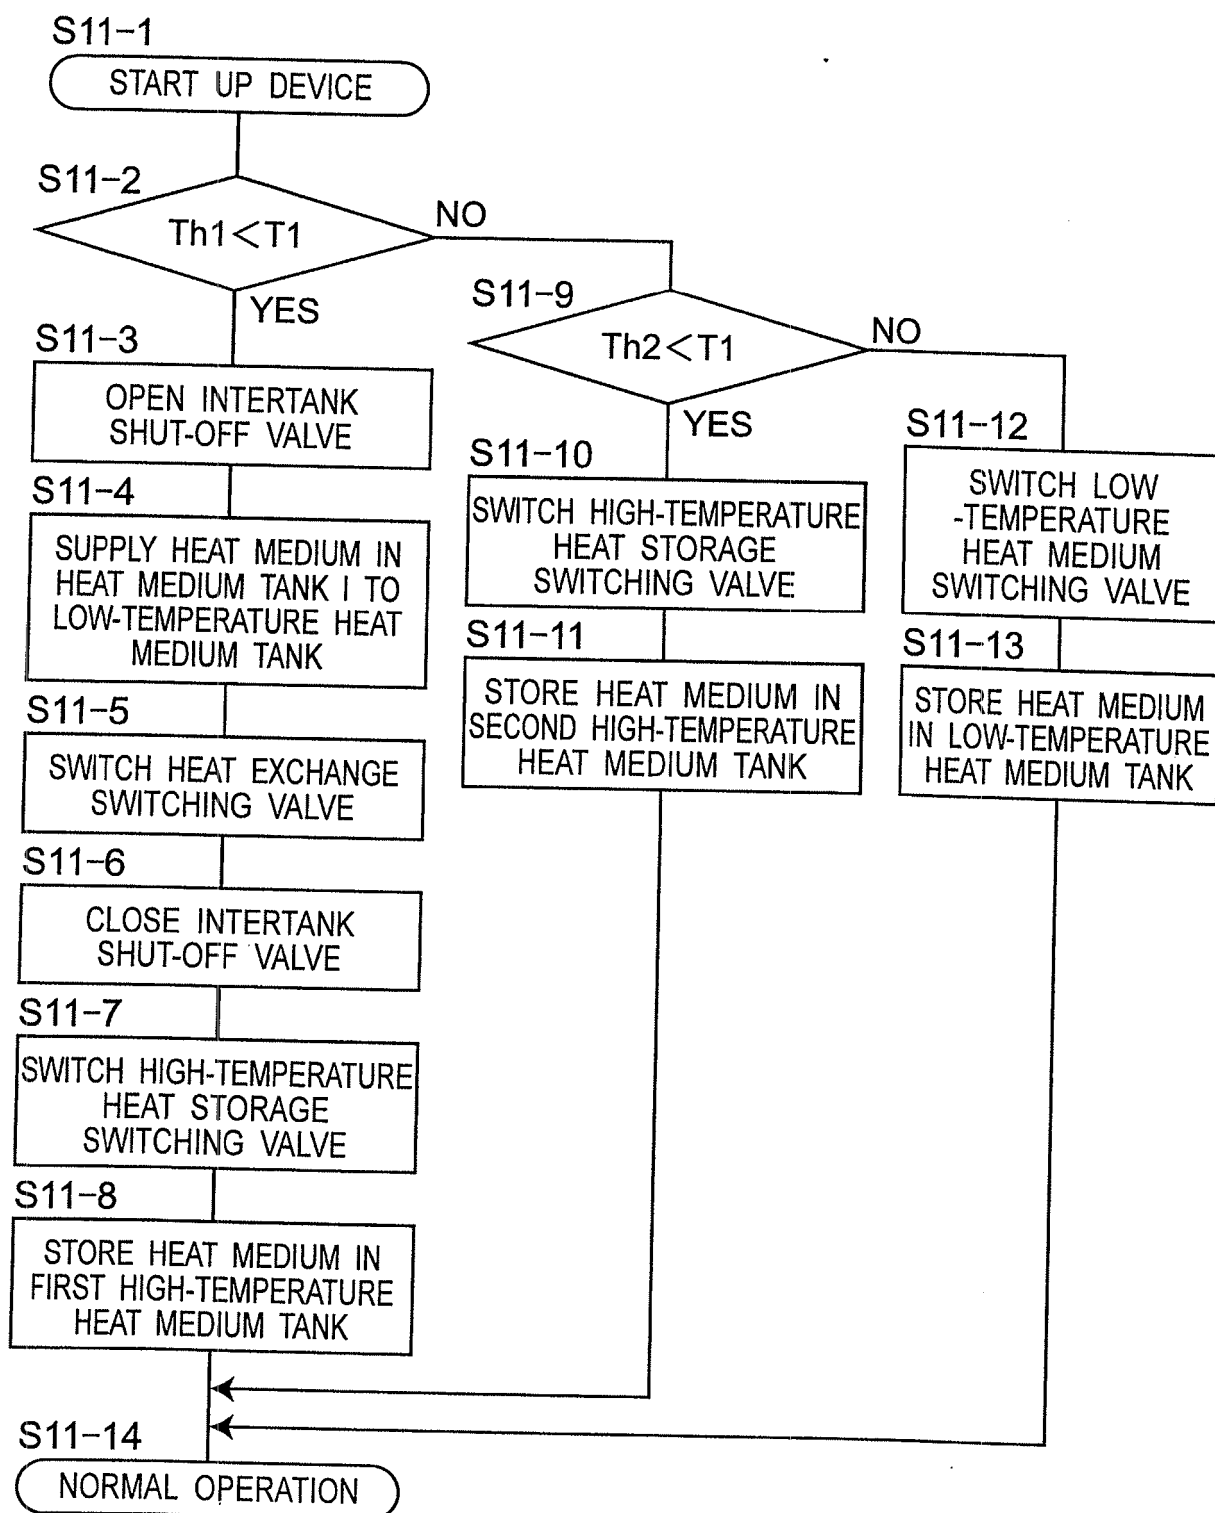 S11-1
START UP DEVICE
S11-2
Th1<T1
NO
YES
S11-3
OPEN INTERTANK
SHUT-OFF VALVE
S11-4
SUPPLY HEAT MEDIUM IN
HEAT MEDIUM TANK I TO
LOW-TEMPERATURE HEAT
MEDIUM TANK
S11-5
SWITCH HEAT EXCHANGE
SWITCHING VALVE
S11-6
CLOSE INTERTANK
SHUT-OFF VALVE
S11-7
SWITCH HIGH-TEMPERATURE
HEAT STORAGE
SWITCHING VALVE
S11-8
STORE HEAT MEDIUM IN
FIRST HIGH-TEMPERATURE
HEAT MEDIUM TANK
S11-9
Th2<T1
NO
YES
S11-10
SWITCH HIGH-TEMPERATURE
HEAT STORAGE
SWITCHING VALVE
S11-11
STORE HEAT MEDIUM IN
SECOND HIGH-TEMPERATURE
HEAT MEDIUM TANK
S11-12
SWITCH LOW
-TEMPERATURE
HEAT MEDIUM
SWITCHING VALVE
S11-13
STORE HEAT MEDIUM
IN LOW-TEMPERATURE
HEAT MEDIUM TANK
S11-14
NORMAL OPERATION